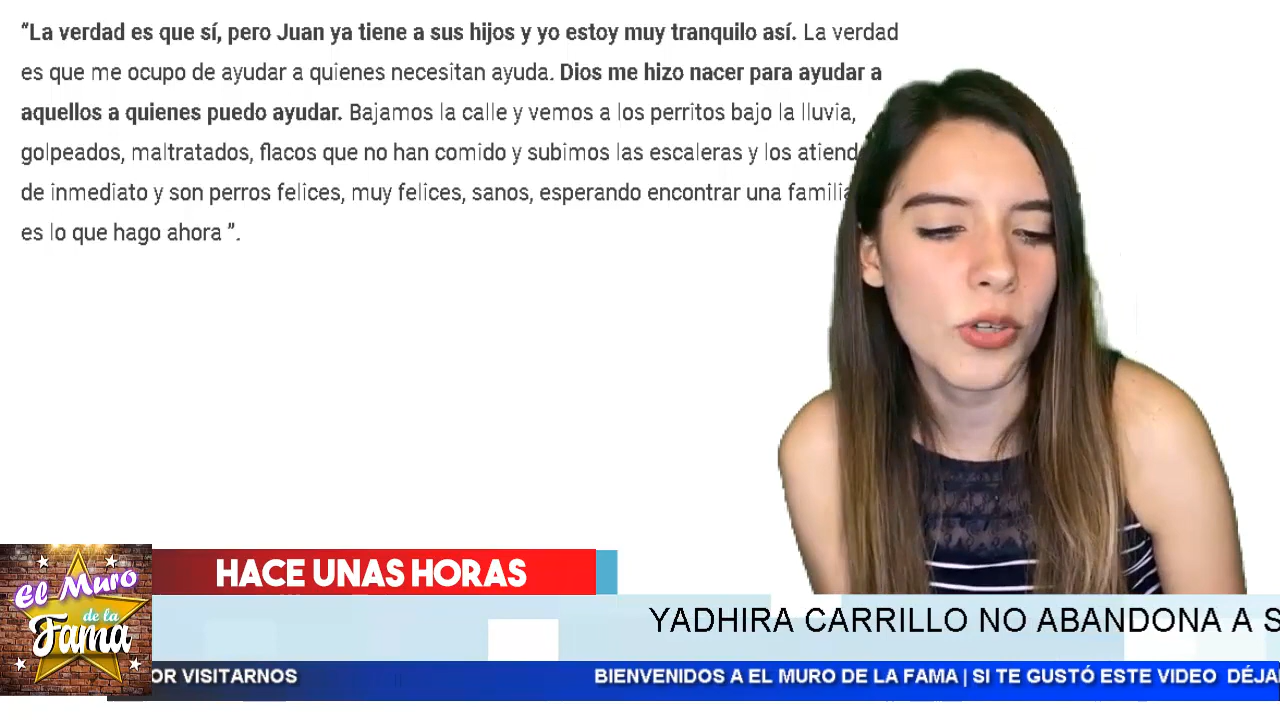 “La verdad es que sí, pero Juan ya tiene a sus hijos y yo estoy muy tranquilo así. La verdad
es que me ocupo de ayudar a quienes necesitan ayuda. Dios me hizo nacer para ayudar a
aquellos a quienes puedo ayudar. Bajamos la calle y vemos a los perritos bajo la lluvia,
golpeados, maltratados, flacos que no han comido y subimos las escaleras y los atiend
de inmediato y son perros felices, muy felices, sanos, esperando encontrar una familia
es lo que hago ahora ”.
HACE UNAS HORAS
El Muro
de la
Fama
YADHIRA CARRILLO NO ABANDONA A S
OR VISITARNOS BIENVENIDOS A EL MURO DE LA FAMA | SI TE GUSTÓ ESTE VIDEO DÉJA